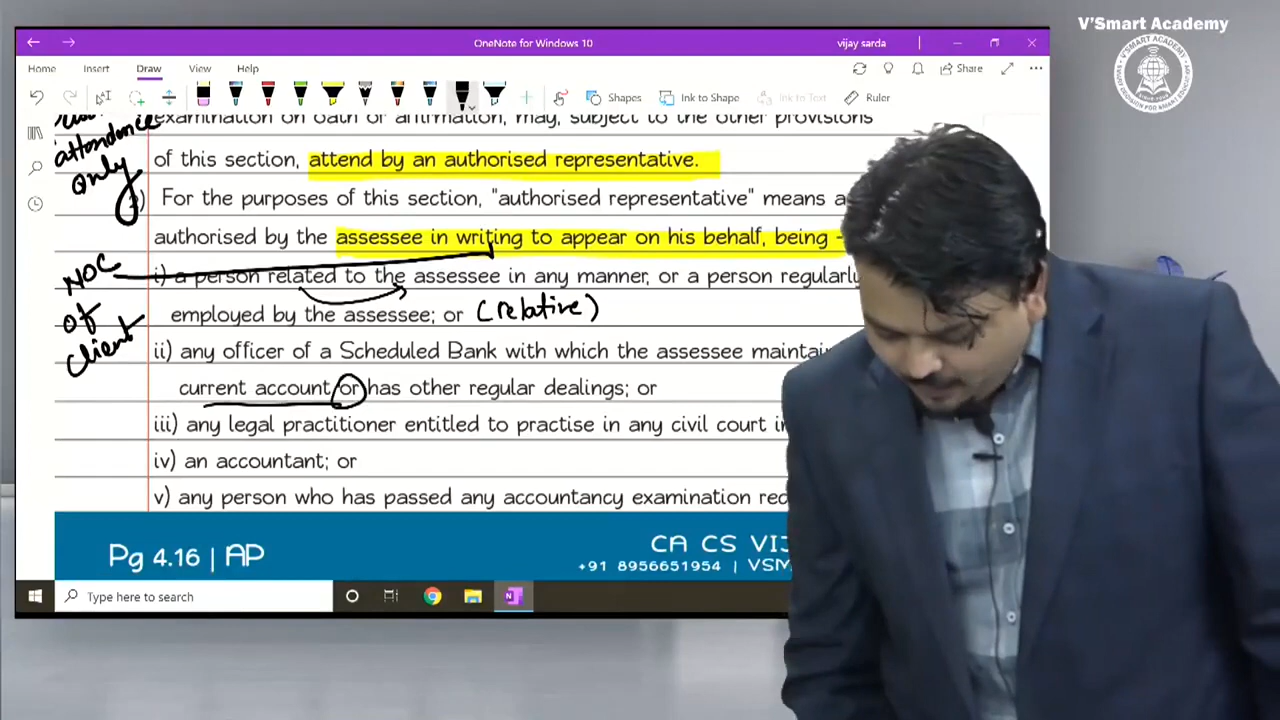 V'Smart Academy
OneNote for Windows 10
vijay sarda
Home Insert Draw View Help
Share
Shapes Ink to Shape Ink to Text Ruler
examination on oath or affirmation, may, subject to the other provisions
attendance only
of this section, attend by an authorised representative.
For the purposes of this section, "authorised representative" means a
authorised by the assessee in writing to appear on his behalf, being -
NOC of client
i) a person related to the assessee in any manner, or a person regularly
employed by the assessee; or (relative)
ii) any officer of a Scheduled Bank with which the assessee maintai
current account or has other regular dealings; or
iii) any legal practitioner entitled to practise in any civil court i
iv) an accountant; or
v) any person who has passed any accountancy examination rec
Pg 4.16 | AP
CA CS VIJ
+91 8956651954 | VSM
Type here to search